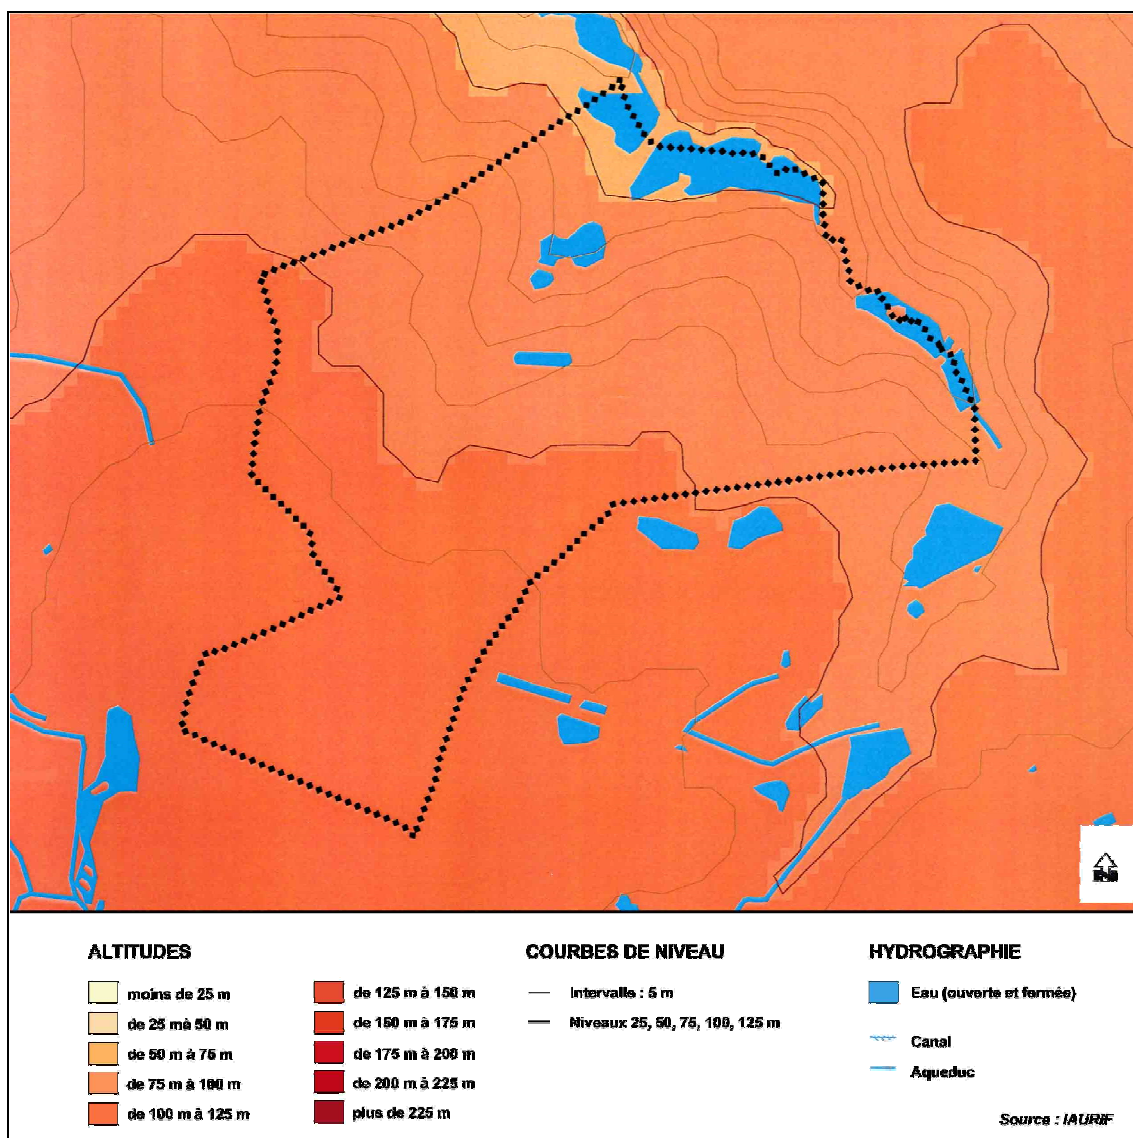 ALTITUDES
moins de 25 m
de 25 mà 50 m
de 50 m à 75 m
de 75 m à 100 m
de 100 m à 125 m
de 125 m à 150 m
de 150 m à 175 m
de 175 m à 200 m
de 200 m à 225 m
plus de 225 m
COURBES DE NIVEAU
Intervalle : 5 m
Niveaux 25, 50, 75, 100, 125 m
HYDROGRAPHIE
Eau (ouverte et fermée)
Canal
Aqueduc
Source : IAURIF